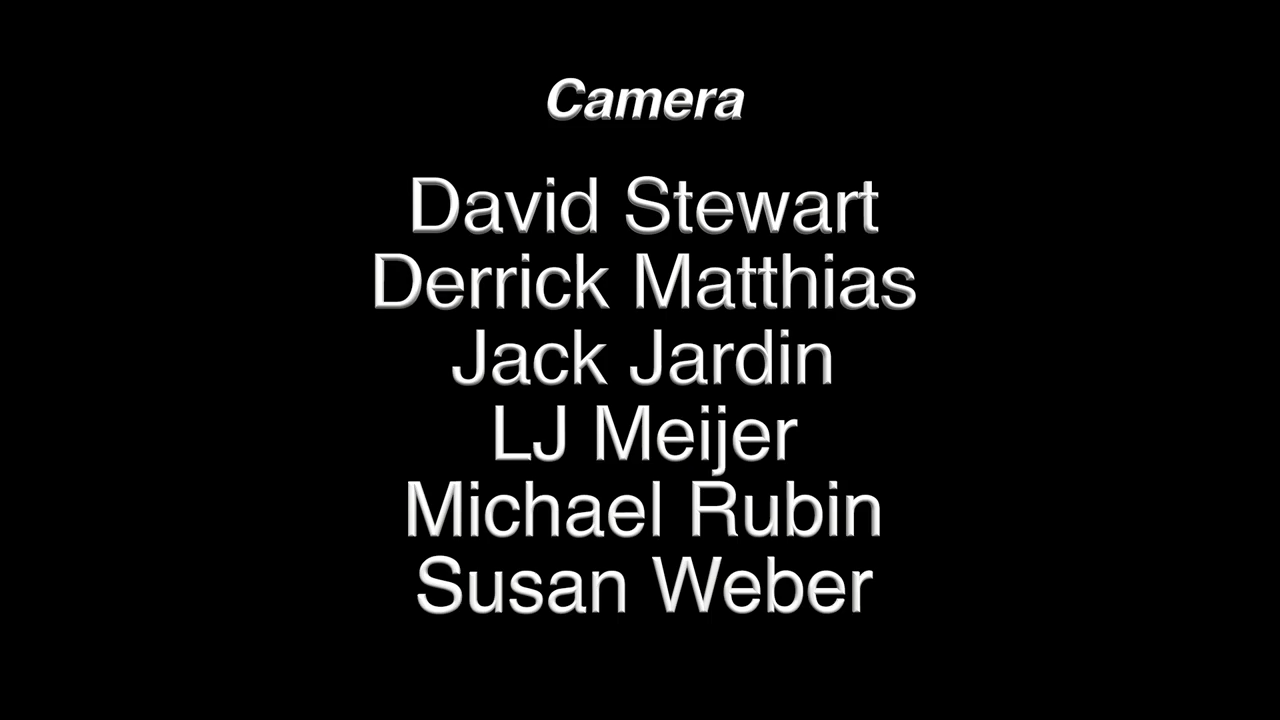 Camera
David Stewart
Derrick Matthias
Jack Jardin
LJ Meijer
Michael Rubin
Susan Weber